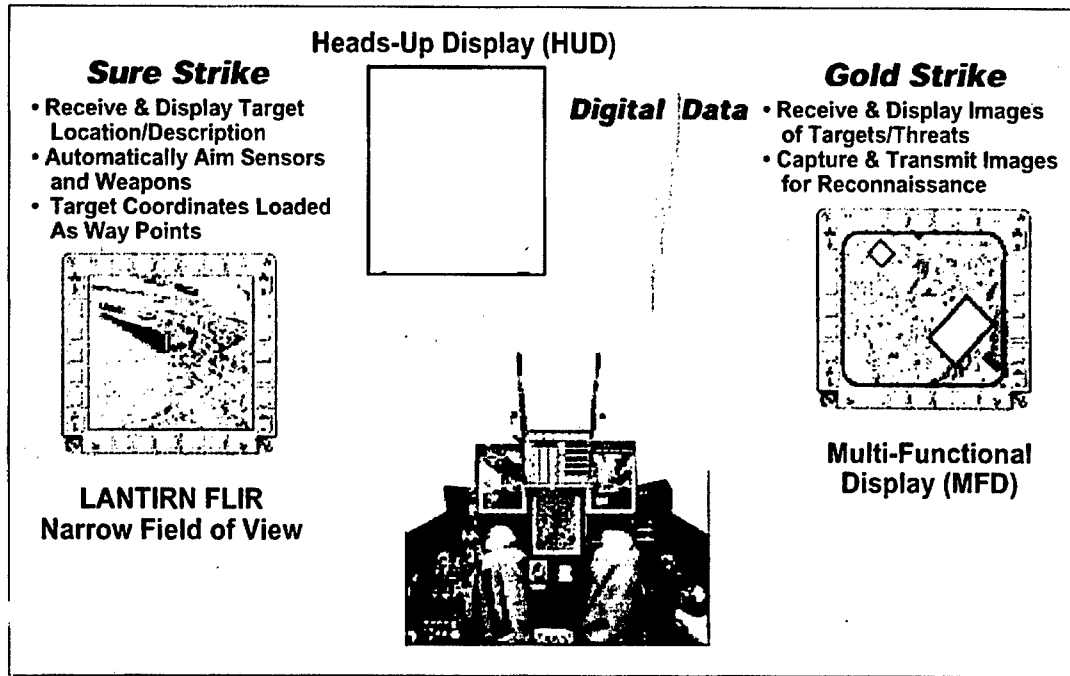 Heads-Up Display (HUD)
Sure Strike
• Receive & Display Target
Location/Description
• Automatically Aim Sensors
and Weapons
• Target Coordinates Loaded
As Way Points
LANTIRN FLIR
Narrow Field of View
Digital Data
Gold Strike
• Receive & Display Images
of Targets/Threats
• Capture & Transmit Images
for Reconnaissance
Multi-Functional
Display (MFD)